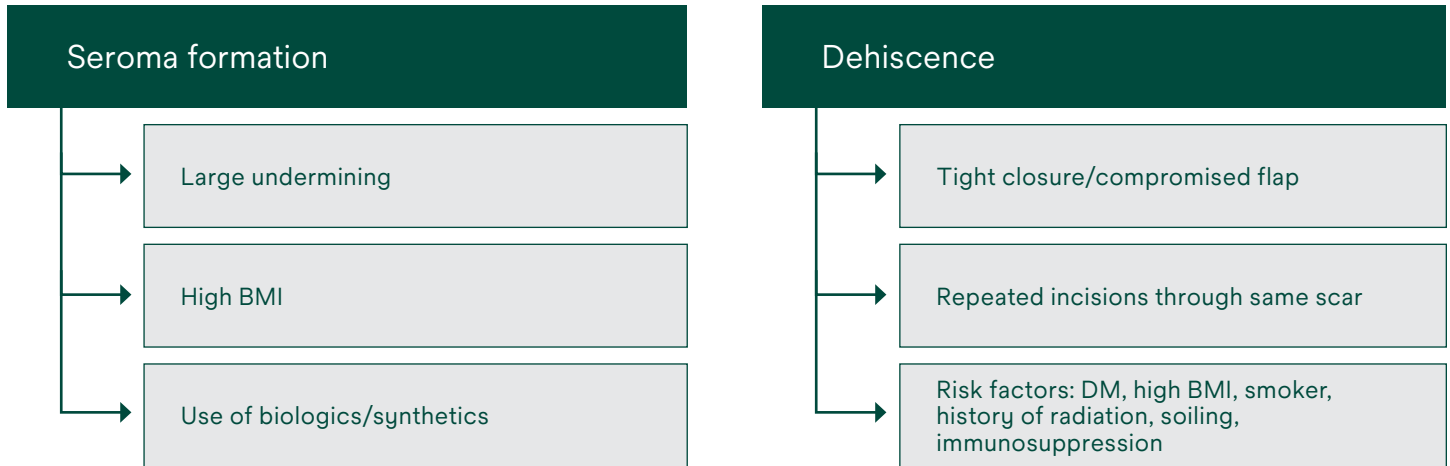 Seroma formation
Large undermining
High BMI
Use of biologics/synthetics
Dehiscence
Tight closure/compromised flap
Repeated incisions through same scar
Risk factors: DM, high BMI, smoker,
history of radiation, soiling,
immunosuppression